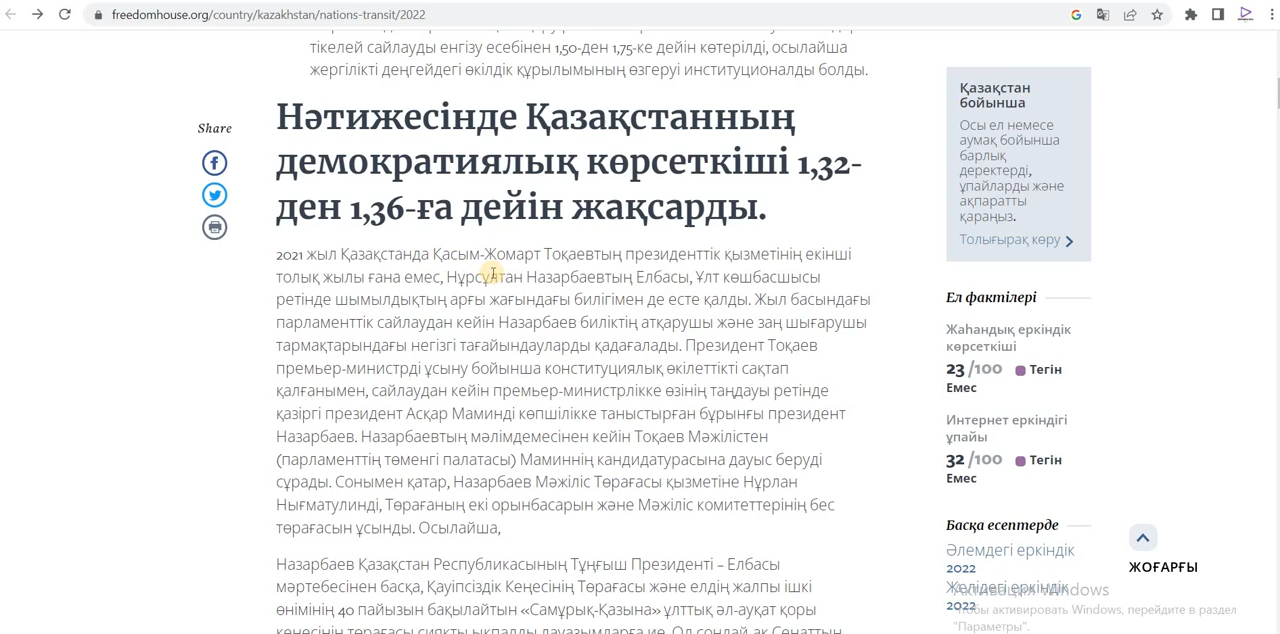 freedomhouse.org/country/kazakhstan/nations-transit/2022
тікелей сайлауды енгізу есебінен 1,50-ден 1,75-ке дейін көтерілді, осылайша
жергілікті деңгейдегі өкілдік құрылымының өзгеруі институционалды болды.
Share
Нәтижесінде Қазақстанның
демократиялық көрсеткіші 1,32-
ден 1,36-ға дейін жақсарды.
2021 жыл Қазақстанда Қасым-Жомарт Тоқаевтың президенттік қызметінің екінші
толық жылы ғана емес, Нұрсұлтан Назарбаевтың Елбасы, Ұлт көшбасшысы
ретінде шымылдықтың арғы жағындағы билігімен де есте қалды. Жыл басындағы
парламенттік сайлаудан кейін Назарбаев биліктің атқарушы және заң шығарушы
тармақтарындағы негізгі тағайындауларды қадағалады. Президент Тоқаев
премьер-министрді ұсыну бойынша конституциялық өкілеттікті сақтап
қалғанымен, сайлаудан кейін премьер-министрлікке өзінің таңдауы ретінде
қазіргі президент Асқар Маминді көпшілікке таныстырған бұрынғы президент
Назарбаев. Назарбаевтың мәлімдемесінен кейін Тоқаев Мәжілістен
(парламенттің төменгі палатасы) Маминнің кандидатурасына дауыс беруді
сұрады. Сонымен қатар, Назарбаев Мәжіліс Төрағасы қызметіне Нұрлан
Нығматулинді, Төрағаның екі орынбасарын және Мәжіліс комитеттерінің бес
төрағасын ұсынды. Осылайша,
Назарбаев Қазақстан Республикасының Тұңғыш Президенті – Елбасы
мәртебесінен басқа, Қауіпсіздік Кеңесінің Төрағасы және елдің жалпы ішкі
өнімінің 40 пайызын бақылайтын «Самұрық-Қазына» ұлттық әл-ауқат қоры
Қазақстан
бойынша
Осы ел немесе
аумақ бойынша
барлық
деректерді,
ұпайларды және
ақпаратты
қараңыз.
Толығырақ көру
Ел фактілері
Жаһандық еркіндік
көрсеткіші
23 /100 Тегін
Емес
Интернет еркіндігі
ұпайы
32 /100 Тегін
Емес
Басқа есептерде
Әлемдегі еркіндік
2022
Желідегі еркіндік
2022
ЖОҒАРҒЫ
Активация Windows
Чтобы активировать Windows, перейдите в раздел
"Параметры".